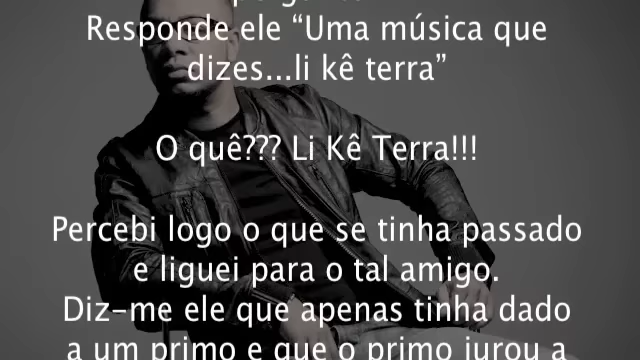 Responde ele “Uma música que
dizes...li kê terra”
O quê??? Li Kê Terra!!!
Percebi logo o que se tinha passado
e liguei para o tal amigo.
Diz-me ele que apenas tinha dado
a um primo e que o primo jurou a